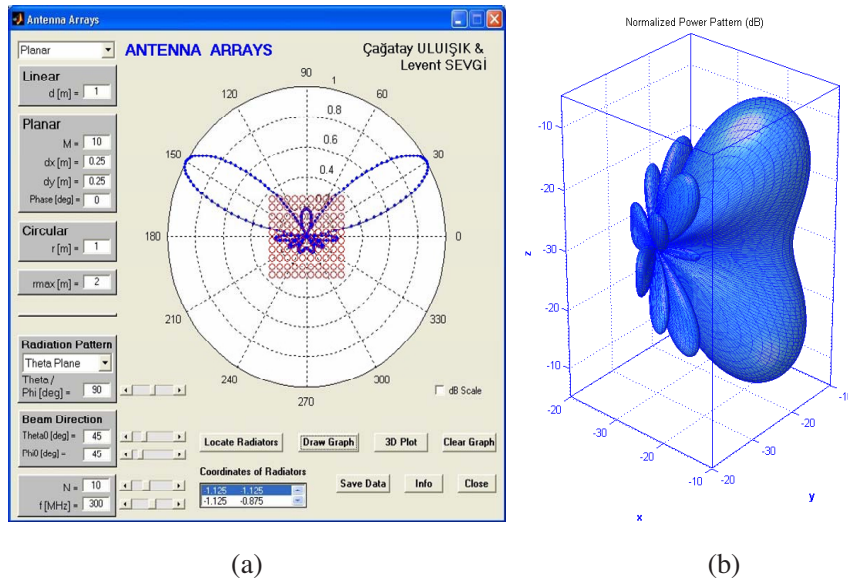 Antenna Arrays
Planar
ANTENNA ARRAYS
Çağatay ULUIŞIK &
Levent SEVGİ
Linear
d [m] = 1
Planar
M = 10
dx [m] = 0.25
dy [m] = 0.25
Phase [deg] = 0
Circular
r [m] = 1
rmax [m] = 2
Radiation Pattern
Theta Plane
Theta /
Phi [deg] = 90
Beam Direction
Theta0 [deg] = 45
Phi0 [deg] = 45
N = 10
f [MHz] = 300
90
1
120
60
0.8
0.6
150
30
0.4
180
0
210
330
240
300
270
dB Scale
Locate Radiators
Draw Graph
3D Plot
Clear Graph
Coordinates of Radiators
-1.125 -1.125
-1.125 -0.875
Save Data
Info
Close
Normalized Power Pattern (dB)
-10
-20
-30
-20
-10
z
-20
-30
-20
-10
x
-20
-30
-20
-10
y
(a)
(b)